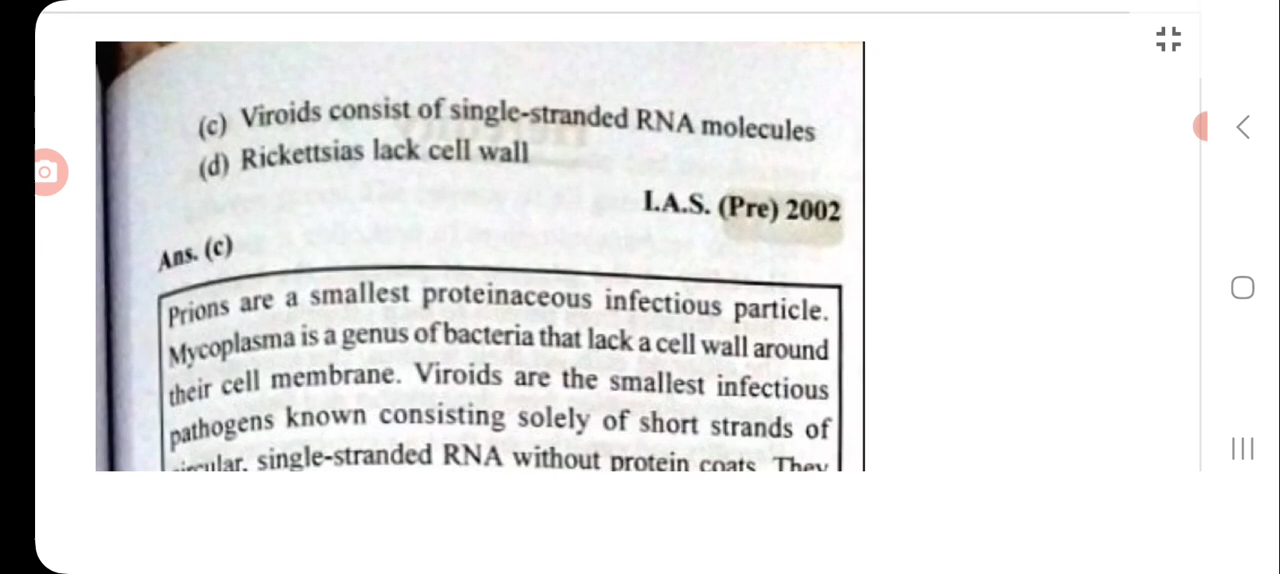 (c) Viroids consist of single-stranded RNA molecules
(d) Rickettsias lack cell wall
I.A.S. (Pre) 2002
Ans. (c)
Prions are a smallest proteinaceous infectious particle.
Mycoplasma is a genus of bacteria that lack a cell wall around
their cell membrane. Viroids are the smallest infectious
pathogens known consisting solely of short strands of
circular, single-stranded RNA without protein coats. They